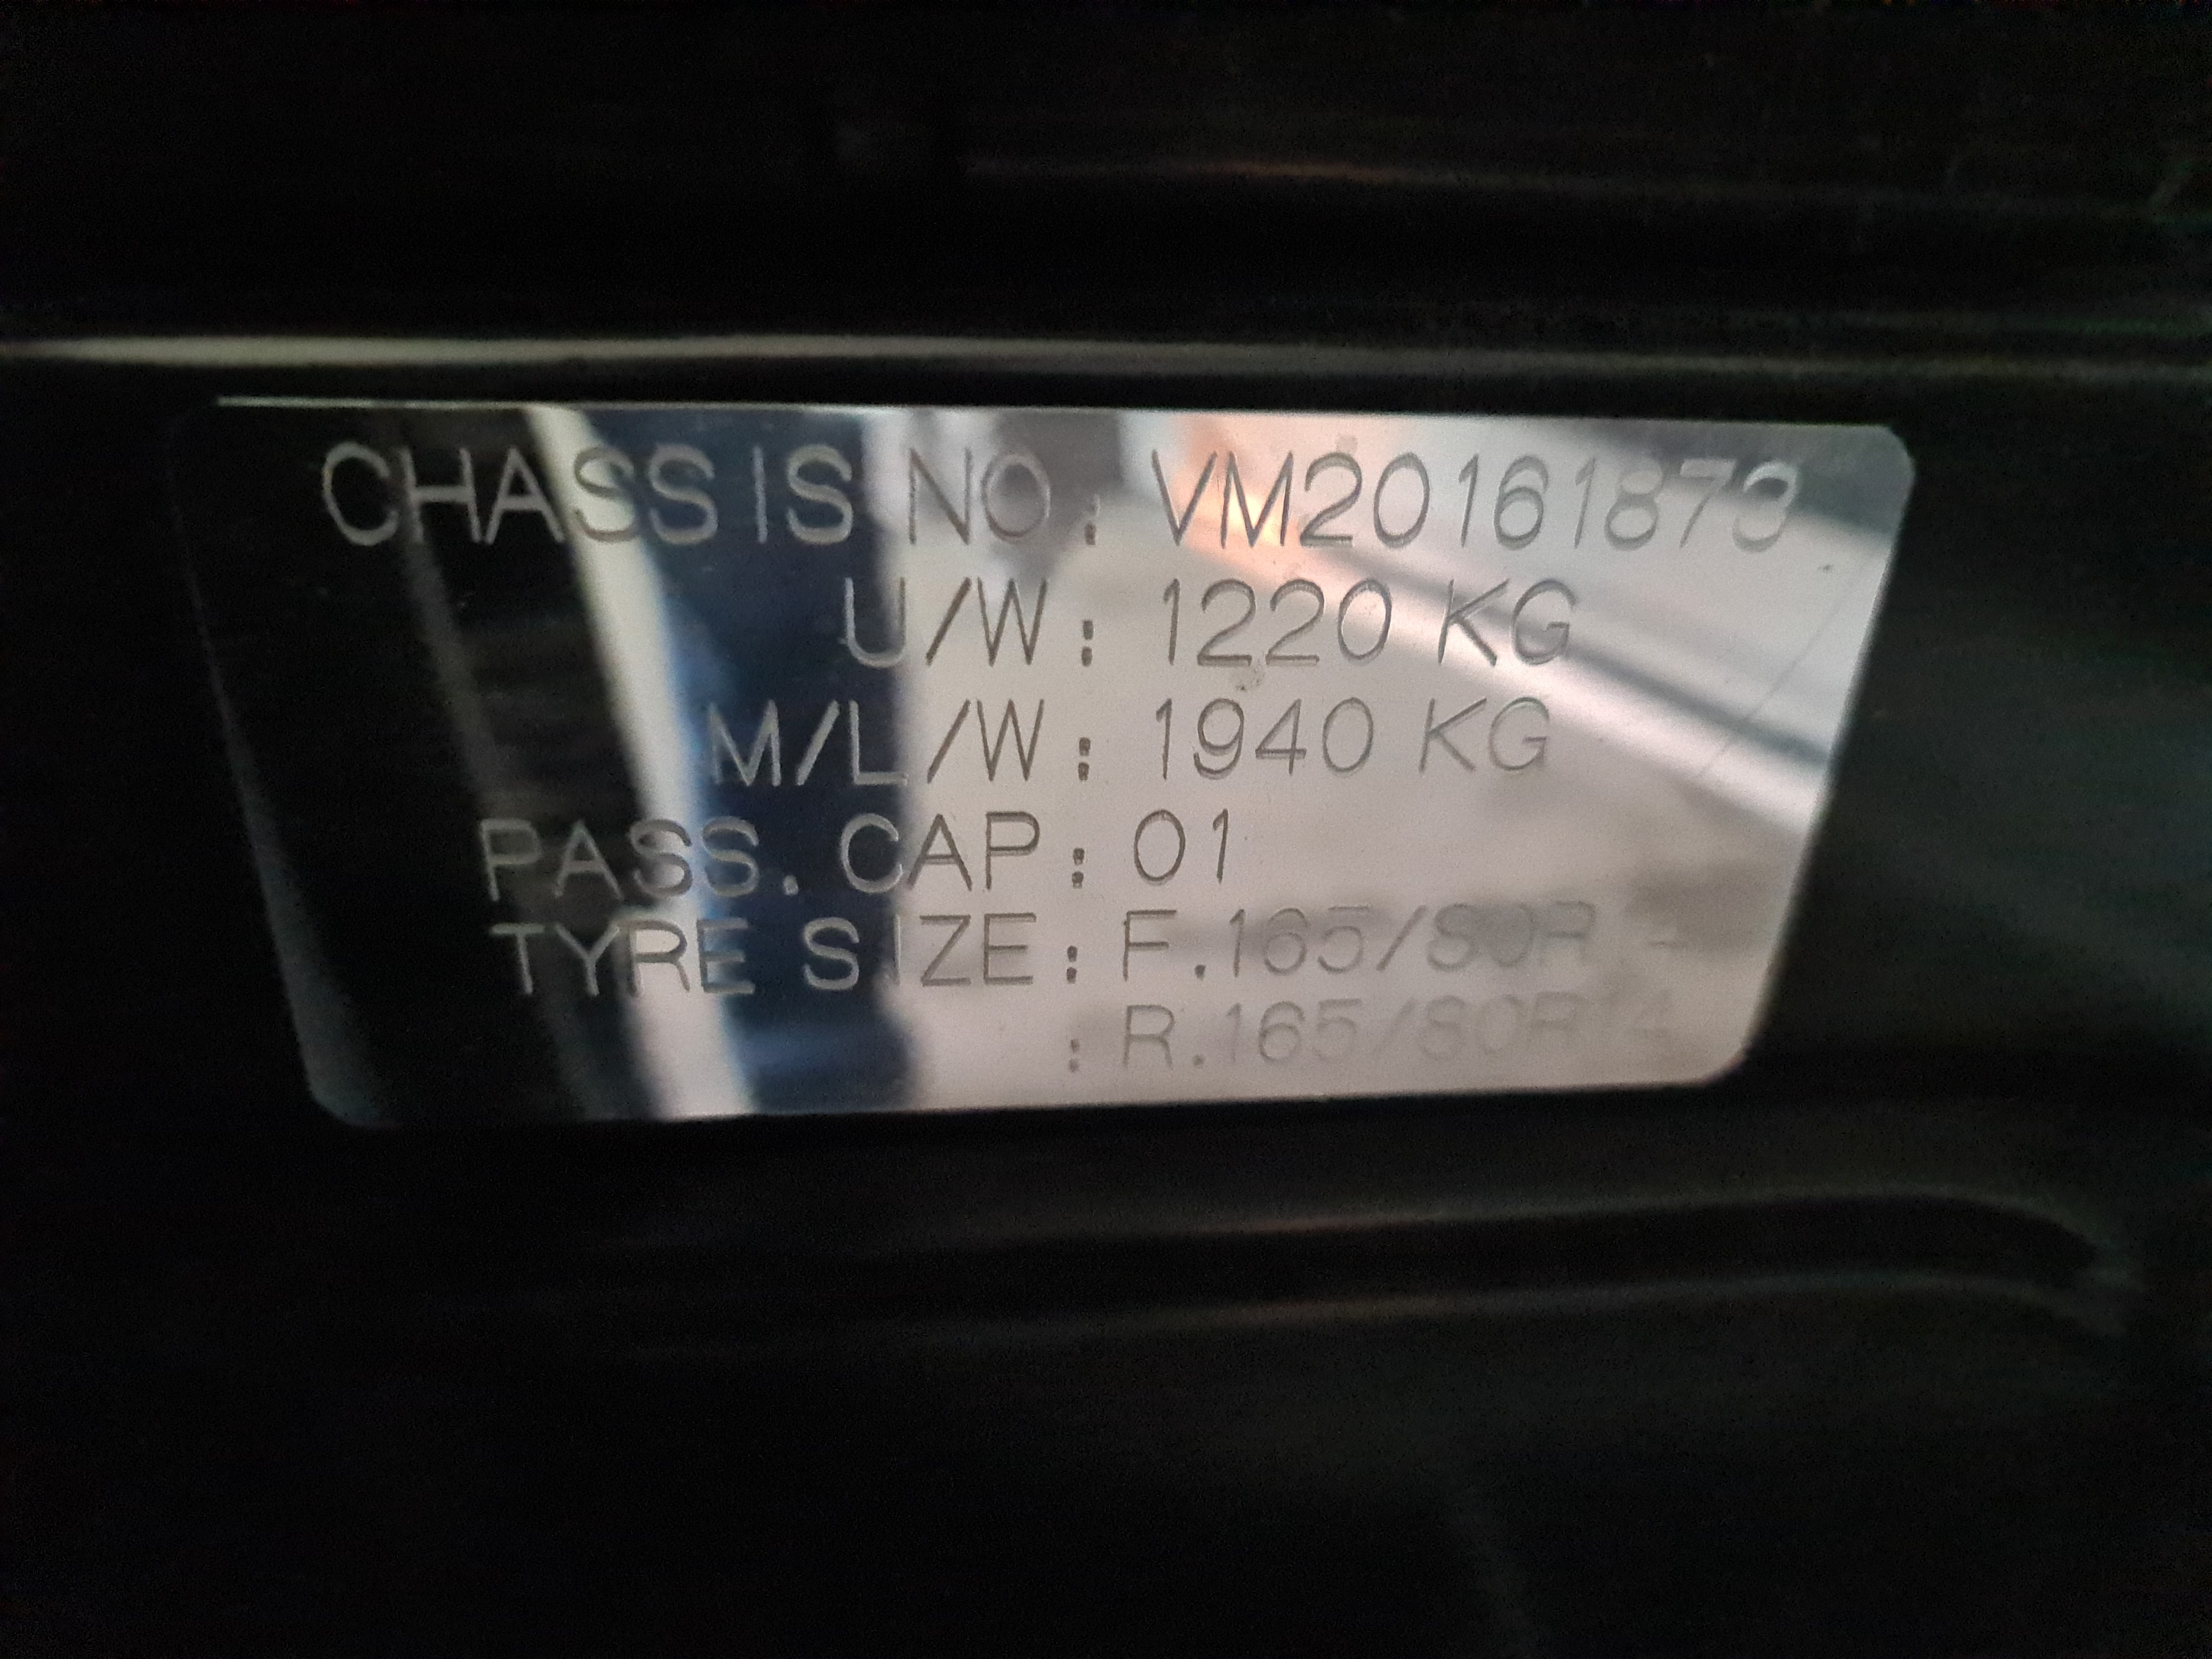 CHASSIS NO: VM20161873
U/W: 1220 KG
M/L/W: 1940 KG
PASS.CAP: 01
TYRE SIZE: F.165/80R
: R.165/80R14